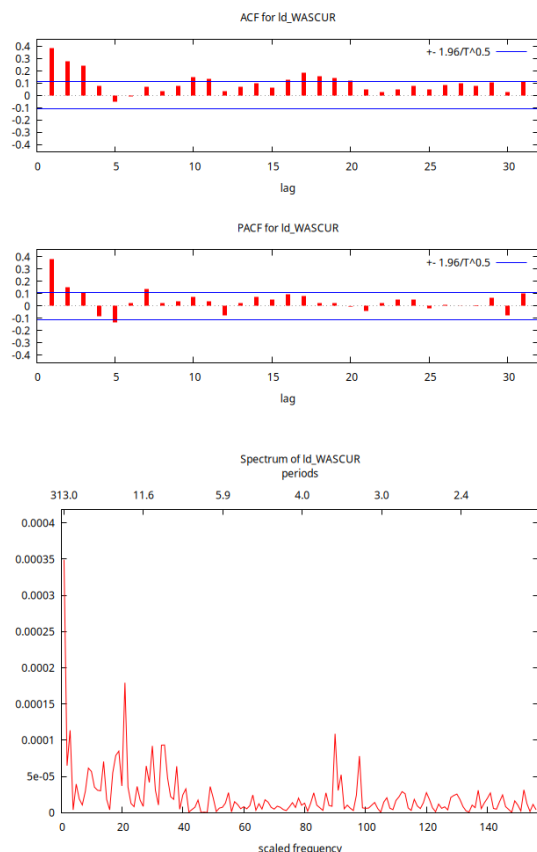 ACF for ld_WASCUR
+- 1.96/T^0.5
0.4
0.3
0.2
0.1
0
-0.1
-0.2
-0.3
-0.4
0 5 10 15 20 25 30
lag
PACF for ld_WASCUR
+- 1.96/T^0.5
0.4
0.3
0.2
0.1
0
-0.1
-0.2
-0.3
-0.4
0 5 10 15 20 25 30
lag
Spectrum of ld_WASCUR
periods
313.0 11.6 5.9 4.0 3.0 2.4
0.0004
0.00035
0.0003
0.00025
0.0002
0.00015
0.0001
5e-05
0
0 20 40 60 80 100 120 140
scaled frequency